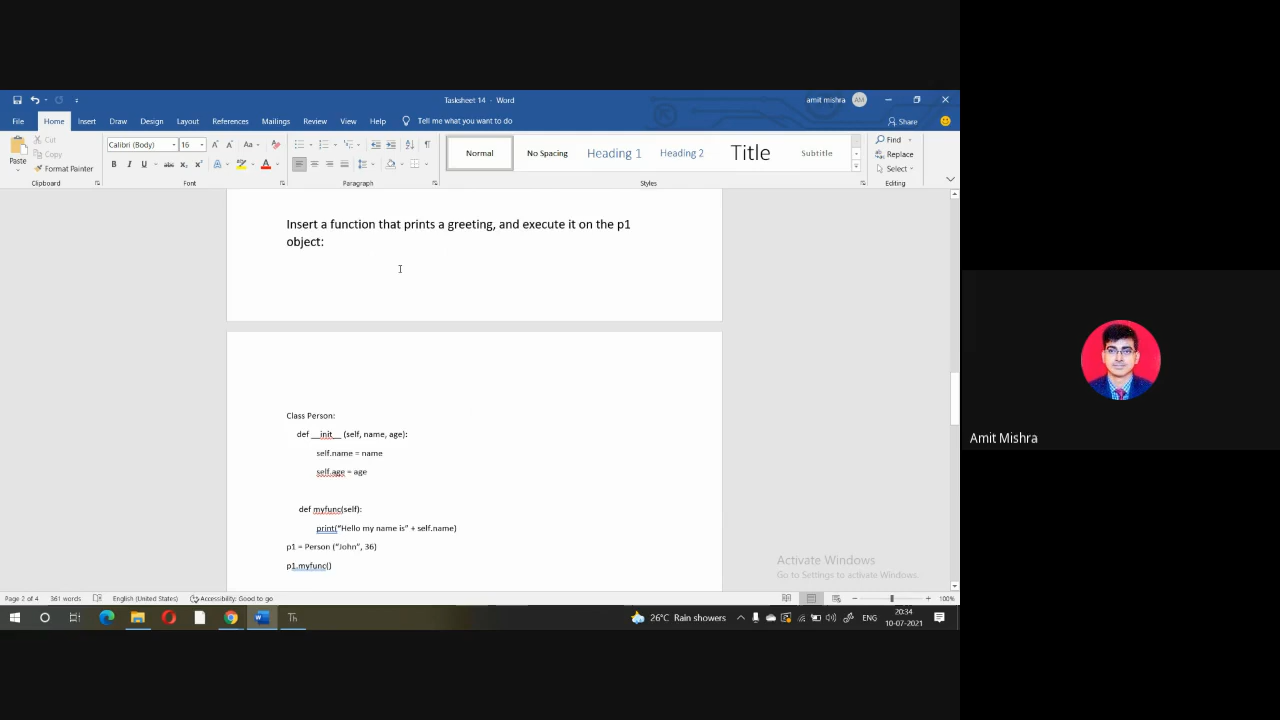 Tasksheet 14 - Word
amit mishra
AM
File
Home
Insert
Draw
Design
Layout
References
Mailings
Review
View
Help
Tell me what you want to do
Share
Paste
Cut
Copy
Format Painter
Clipboard
Calibri (Body)
16
Font
Paragraph
Normal
No Spacing
Heading 1
Heading 2
Title
Subtitle
Styles
Find
Replace
Select
Editing
Insert a function that prints a greeting, and execute it on the p1
object:
Class Person:
def __init__ (self, name, age):
self.name = name
self.age = age
def myfunc(self):
print(“Hello my name is” + self.name)
p1 = Person (“John”, 36)
p1.myfunc()
Activate Windows
Go to Settings to activate Windows.
Page 2 of 4
361 words
English (United States)
Accessibility: Good to go
100%
Th
26°C Rain showers
ENG
20:34
10-07-2021
Amit Mishra